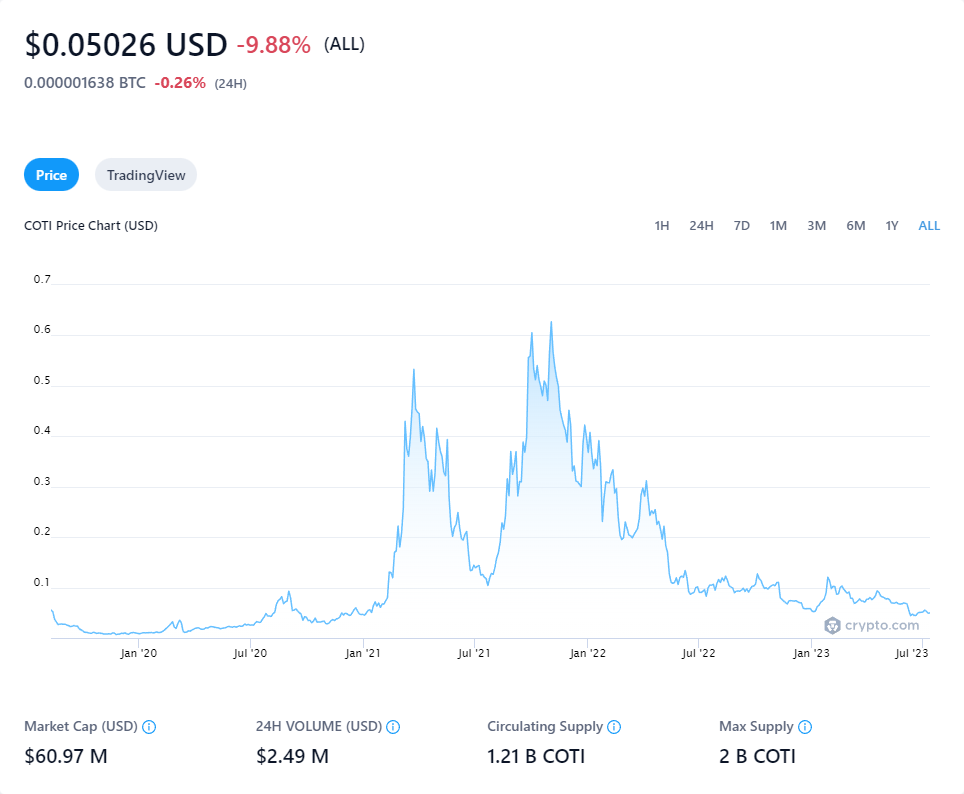 $0.05026 USD -9.88% (ALL)
0.000001638 BTC -0.26% (24H)
Price TradingView
COTI Price Chart (USD) 1H 24H 7D 1M 3M 6M 1Y ALL
0.7
0.6
0.5
0.4
0.3
0.2
0.1
crypto.com
Jan '20 Jul '20 Jan '21 Jul '21 Jan '22 Jul '22 Jan '23 Jul '23
Market Cap (USD) 24H VOLUME (USD) Circulating Supply Max Supply
$60.97 M $2.49 M 1.21 B COTI 2 B COTI